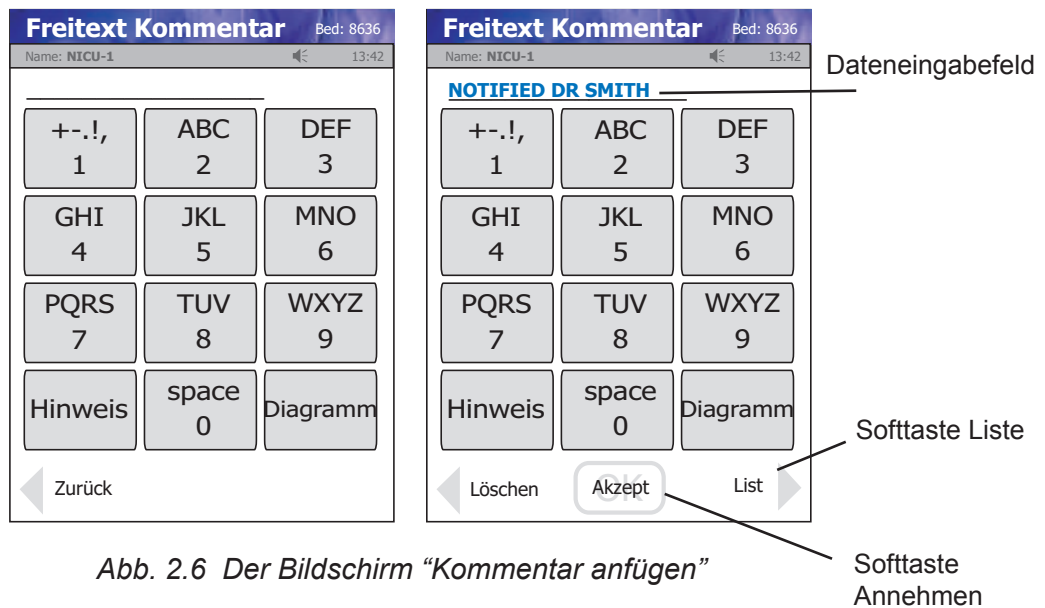 Freitext Kommentar Bed: 8636
Name: NICU-1 13:42
+-.!, ABC DEF
1 2 3
GHI JKL MNO
4 5 6
PQRS TUV WXYZ
7 8 9
Hinweis space Diagramm
0
Zurück
Freitext Kommentar Bed: 8636
Name: NICU-1 13:42
NOTIFIED DR SMITH
+-.!, ABC DEF
1 2 3
GHI JKL MNO
4 5 6
PQRS TUV WXYZ
7 8 9
Hinweis space Diagramm
0
Löschen OK Akzept List
Dateneingabefeld
Softtaste Liste
Softtaste
Annehmen
Abb. 2.6 Der Bildschirm “Kommentar anfügen”